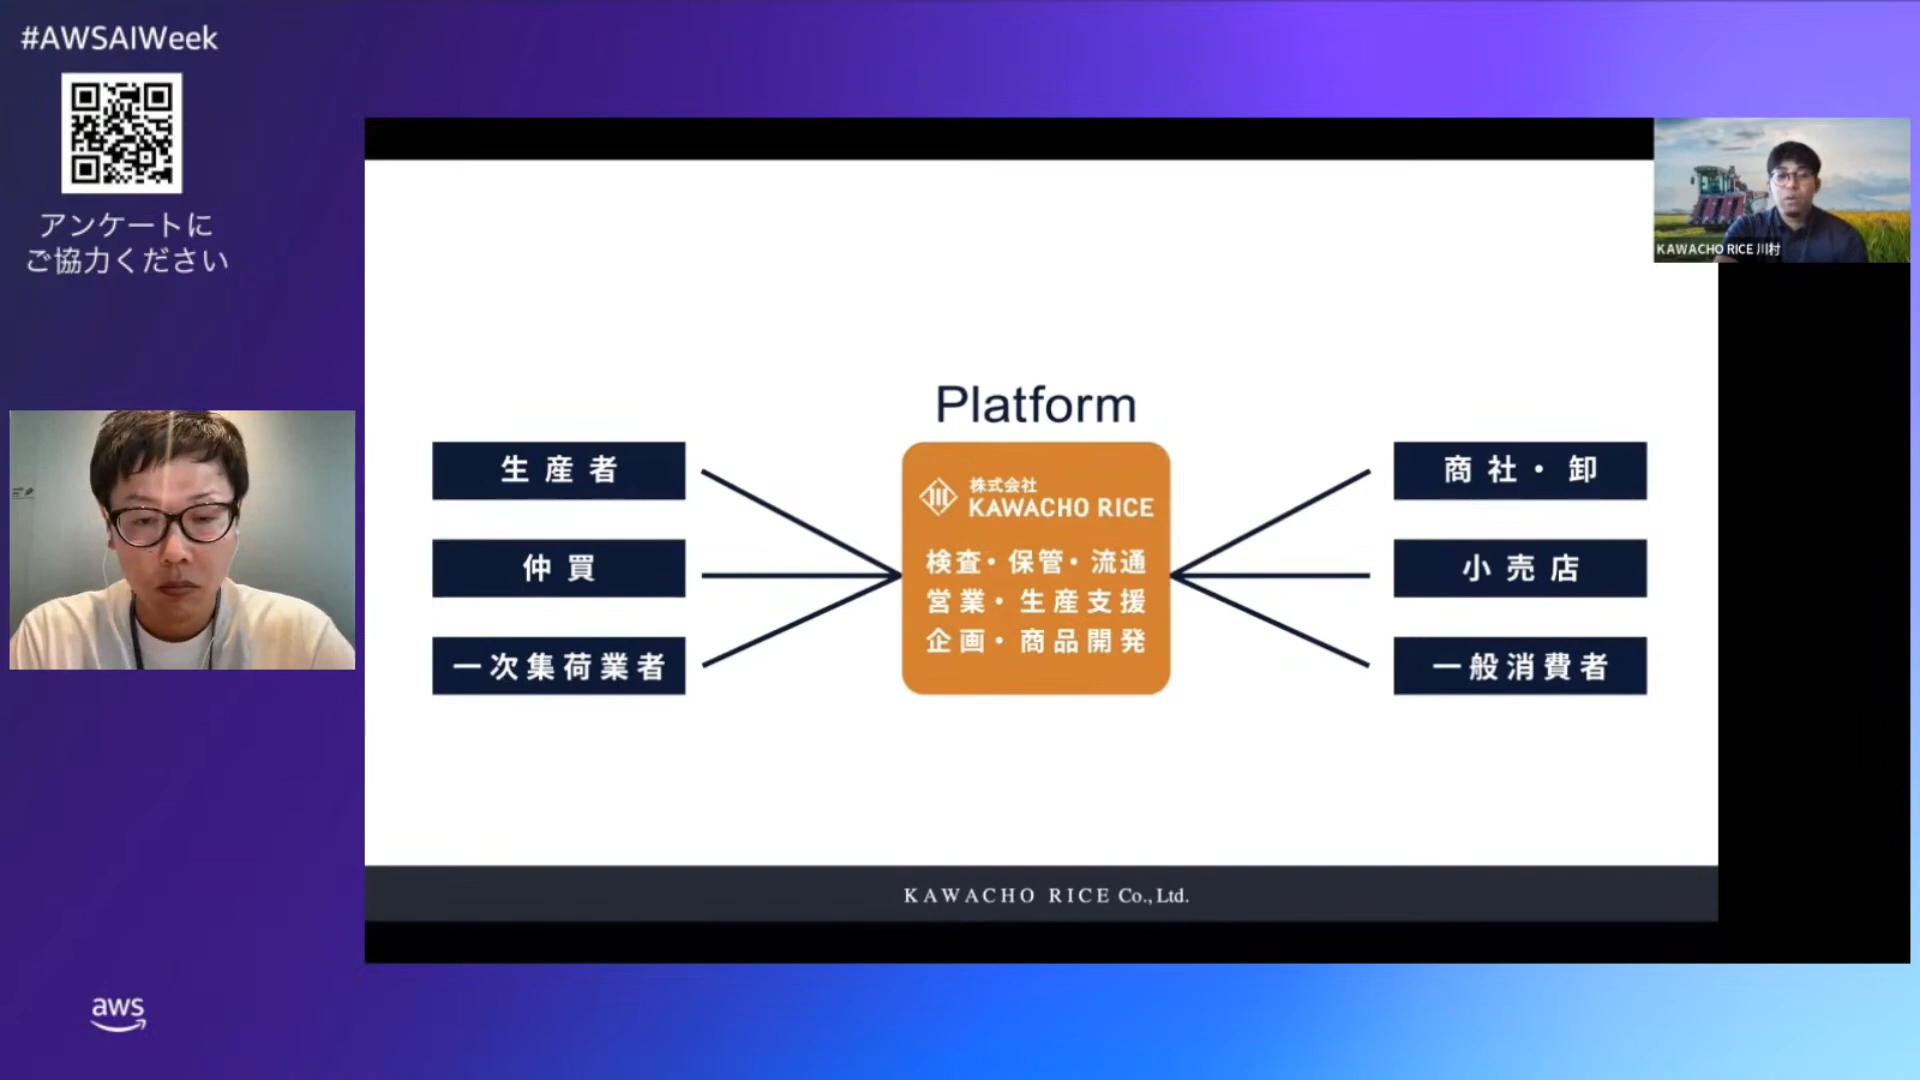 #AWSAIWeek
アンケートに
ご協力ください
KAWACHO RICE 川村
Platform
生産者
仲買
一次集荷業者
株式会社
KAWACHO RICE
検査・保管・流通
営業・生産支援
企画・商品開発
商社・卸
小売店
一般消費者
KAWACHO RICE Co., Ltd.
aws